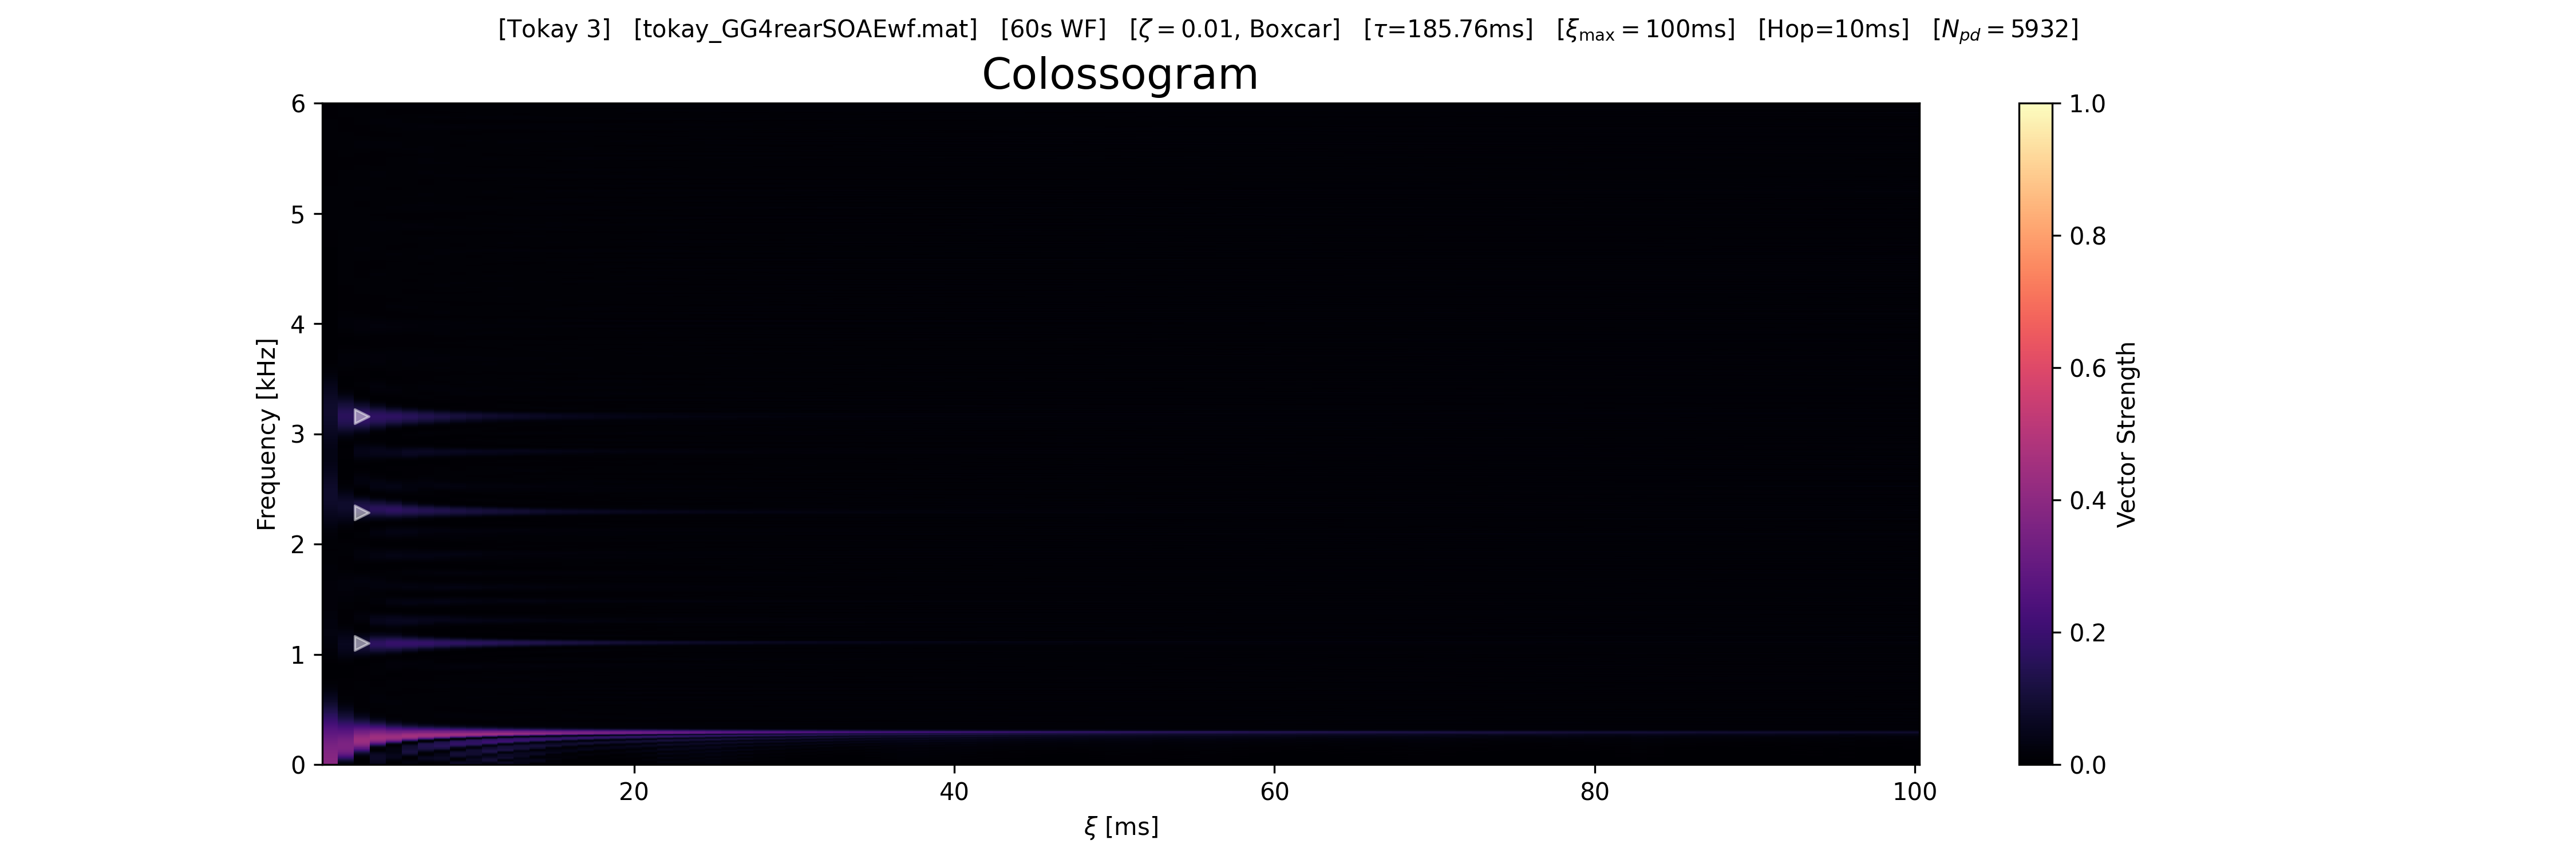 [Tokay 3] [tokay_GG4rearSOAEwf.mat] [60s WF] [ζ = 0.01, Boxcar] [τ=185.76ms] [ξmax = 100ms] [Hop=10ms] [Npd = 5932]
Colossogram
6
5
4
3
2
1
0
Frequency [kHz]
20 40 60 80 100
ξ [ms]
1.0
0.8
0.6
0.4
0.2
0.0
Vector Strength